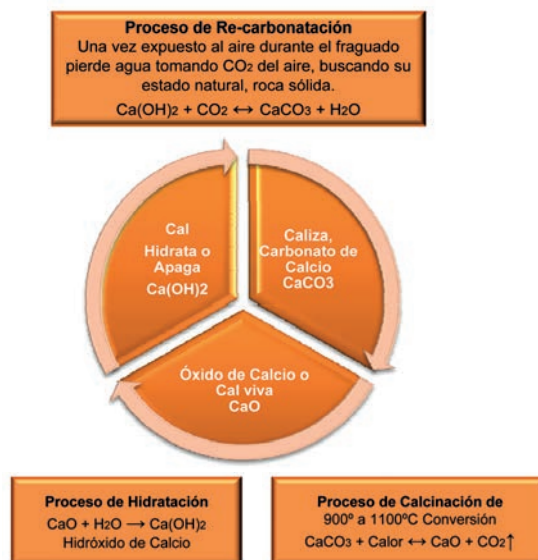 Proceso de Re-carbonatación
Una vez expuesto al aire durante el fraguado
pierde agua tomando CO₂ del aire, buscando su
estado natural, roca sólida.
Ca(OH)₂ + CO₂ ↔ CaCO₃ + H₂O
Cal
Hidrata o
Apaga
Ca(OH)2
Caliza,
Carbonato de
Calcio
CaCO3
Óxido de Calcio o
Cal viva
CaO
Proceso de Hidratación
CaO + H₂O → Ca(OH)₂
Hidróxido de Calcio
Proceso de Calcinación de
900º a 1100ºC Conversión
CaCO₃ + Calor ↔ CaO + CO₂↑